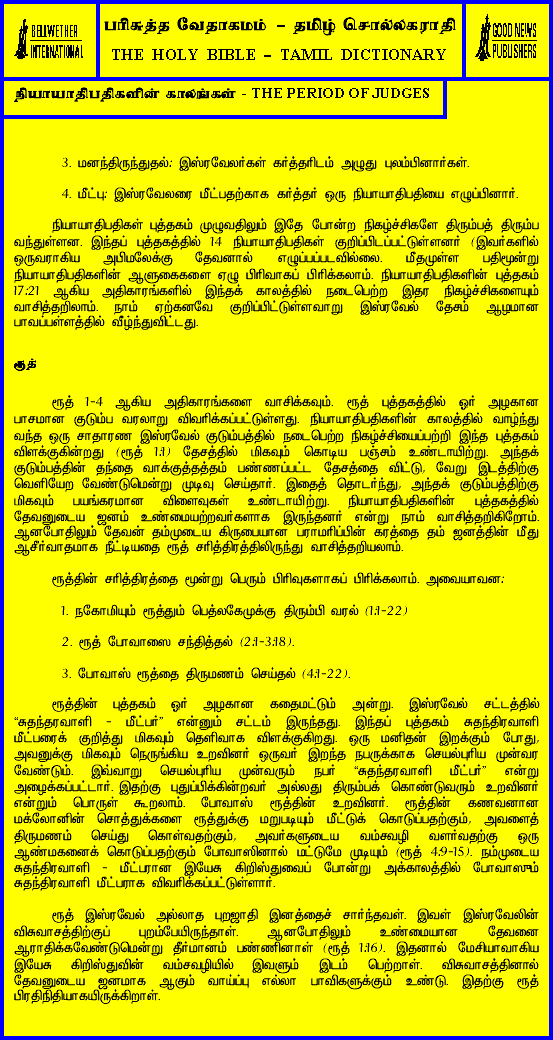 BELLWETHER
INTERNATIONAL
பரிசுத்த வேதாகமம் – தமிழ் சொல்லகராதி
THE HOLY BIBLE – TAMIL DICTIONARY
GOOD NEWS
PUBLISHERS
நியாயாதிபதிகளின் காலங்கள் - THE PERIOD OF JUDGES
3. மனந்திருந்துதல்: இஸ்ரவேலர்கள் கர்த்தரிடம் அழுது புலம்பினார்கள்.
4. மீட்பு: இஸ்ரவேலரை மீட்பதற்காக கர்த்தர் ஒரு நியாயாதிபதியை எழுப்பினார்.
நியாயாதிபதிகள் புத்தகம் முழுவதிலும் இதே போன்ற நிகழ்ச்சிகளே திரும்பத் திரும்ப
வந்துள்ளன. இந்தப் புத்தகத்தில் 14 நியாயாதிபதிகள் குறிப்பிடப்பட்டுள்ளனர் (இவர்களில்
ஒருவராகிய அபிமலேக்கு தேவனால் எழுப்பப்படவில்லை. மீதமுள்ள பதிமூன்று
நியாயாதிபதிகளின் ஆளுகைகளை ஏழு பிரிவாகப் பிரிக்கலாம். நியாயாதிபதிகளின் புத்தகம்
17:21 ஆகிய அதிகாரங்களில் இந்தக் காலத்தில் நடைபெற்ற இதர நிகழ்ச்சிகளையும்
வாசித்தறிலாம். நாம் ஏற்கனவே குறிப்பிட்டுள்ளவாறு இஸ்ரவேல் தேசம் ஆழமான
பாவப்பள்ளத்தில் வீழ்ந்துவிட்டது.
ரூத்
ரூத் 1-4 ஆகிய அதிகாரங்களை வாசிக்கவும். ரூத் புத்தகத்தில் ஓர் அழகான
பாசமான குடும்ப வரலாறு விவரிக்கப்பட்டுள்ளது. நியாயாதிபதிகளின் காலத்தில் வாழ்ந்து
வந்த ஒரு சாதாரண இஸ்ரவேல் குடும்பத்தில் நடைபெற்ற நிகழ்ச்சியைப்பற்றி இந்த புத்தகம்
விளக்குகின்றது (ரூத் 1:1) தேசத்தில் மிகவும் கொடிய பஞ்சம் உண்டாயிற்று. அந்தக்
குடும்பத்தின் தந்தை வாக்குத்தத்தம் பண்ணப்பட்ட தேசத்தை விட்டு, வேறு இடத்திற்கு
வெளியேற வேண்டுமென்று முடிவு செய்தார். இதைத் தொடர்ந்து, அந்தக் குடும்பத்திற்கு
மிகவும் பயங்கரமான விளைவுகள் உண்டாயிற்று. நியாயாதிபதிகளின் புத்தகத்தில்
தேவனுடைய ஜனம் உண்மையற்றவர்களாக இருந்தனர் என்று நாம் வாசித்தறிகிறோம்.
ஆனபோதிலும் தேவன் தம்முடைய கிருபையான பராமரிப்பின் கரத்தை தம் ஜனத்தின் மீது
ஆசீர்வாதமாக நீட்டியதை ரூத் சரித்திரத்திலிருந்து வாசித்தறியலாம்.
ரூத்தின் சரித்திரத்தை மூன்று பெரும் பிரிவுகளாகப் பிரிக்கலாம். அவையாவன:
1. நகோமியும் ரூத்தும் பெத்லகேமுக்கு திரும்பி வரல் (1:1-22)
2. ரூத் போவாஸை சந்தித்தல் (2:1-3:18).
3. போவாஸ் ரூத்தை திருமணம் செய்தல் (4:1-22).
ரூத்தின் புத்தகம் ஓர் அழகான கதைமட்டும் அன்று. இஸ்ரவேல் சட்டத்தில்
“சுதந்தரவாளி - மீட்பர்” என்னும் சட்டம் இருந்தது. இந்தப் புத்தகம் சுதந்திராவளி
மீட்பரைக் குறித்து மிகவும் தெளிவாக விளக்குகிறது. ஒரு மனிதன் இறக்கும் போது,
அவனுக்கு மிகவும் நெருங்கிய உறவினர் ஒருவர் இறந்த நபருக்காக செயல்புரிய முன்வர
வேண்டும். இவ்வாறு செயல்புரிய முன்வரும் நபர் “சுதந்தரவாளி மீட்பர்” என்று
அழைக்கப்பட்டார். இதற்கு புதுப்பிக்கின்றவர் அல்லது திரும்பக் கொண்டுவரும் உறவினர்
என்றும் பொருள் கூறலாம். போவாஸ் ரூத்தின் உறவினர். ரூத்தின் கணவனான
மக்லோனின் சொத்துக்களை ரூத்துக்கு மறுபடியும் மீட்டுக் கொடுப்பதற்கும், அவளைத்
திருமணம் செய்து கொள்வதற்கும், அவர்களுடைய வம்சவழி வளர்வதற்கு ஒரு
ஆண்மகனைக் கொடுப்பதற்கும் போவாஸினால் மட்டுமே முடியும் (ரூத் 4:9-15). நம்முடைய
சுதந்திரவாளி - மீட்பரான இயேசு கிறிஸ்துவைப் போன்று அக்காலத்தில் போவாஸும்
சுதந்திரவாளி மீட்பராக விவரிக்கப்பட்டுள்ளார்.
ரூத் இஸ்ரவேல் அல்லாத புறஜாதி இனத்தைச் சார்ந்தவள். இவள் இஸ்ரவேலின்
விசுவாசத்திற்குப் புறம்பேயிருந்தாள். ஆனபோதிலும் உண்மையான தேவனை
ஆராதிக்கவேண்டுமென்று தீர்மானம் பண்ணினாள் (ரூத் 1:16). இதனால் மேசியாவாகிய
இயேசு கிறிஸ்துவின் வம்சவழியில் இவளும் இடம் பெற்றாள். விசுவாசத்தினால்
தேவனுடைய ஜனமாக ஆகும் வாய்ப்பு எல்லா பாவிகளுக்கும் உண்டு. இதற்கு ரூத்
பிரதிநிதியாகயிருக்கிறாள்.